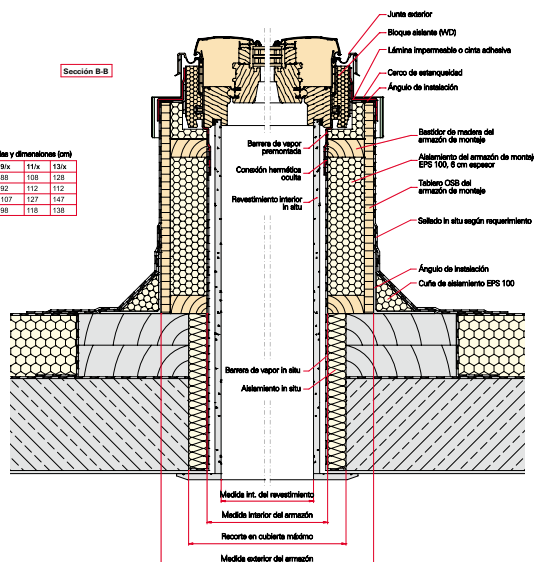 Junta exterior
Bloque aislante (WD)
Lámina impermeable o cinta adhesiva
Sección B-B
Cerco de estanqueidad
Ángulo de instalación
Barrera de vapor
premontada
Bastidor de madera del
armazón de montaje
das y dimensiones (cm)
9/x 11/x 13/x
88 108 128
92 112 112
107 127 147
98 118 138
Conexión hermética
oculta
Aislamiento del armazón de montaje
EPS 100, 6 cm espesor
Revestimiento interior
in situ
Tablero OSB del
armazón de montaje
Sellado in situ según requerimiento
Ángulo de instalación
Cuña de aislamiento EPS 100
Barrera de vapor in situ
Aislamiento in situ
Medida int. del revestimiento
Medida interior del armazón
Recorte en cubierta máximo
Medida exterior del armazón